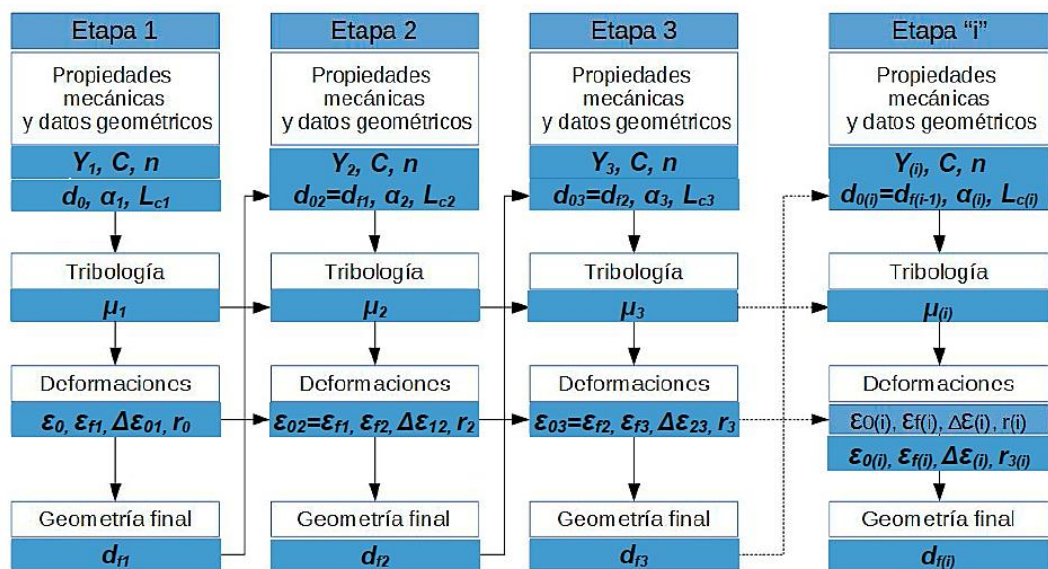 Etapa 1
Propiedades
mecánicas
y datos geométricos
Y1, C, n
d0, α1, Lc1
Tribología
μ1
Deformaciones
ε0, εf1, Δε01, r0
Geometría final
df1
Etapa 2
Propiedades
mecánicas
y datos geométricos
Y2, C, n
d02=df1, α2, Lc2
Tribología
μ2
Deformaciones
ε02=εf1, εf2, Δε12, r2
Geometría final
df2
Etapa 3
Propiedades
mecánicas
y datos geométricos
Y3, C, n
d03=df2, α3, Lc3
Tribología
μ3
Deformaciones
ε03=εf2, εf3, Δε23, r3
Geometría final
df3
Etapa “i”
Propiedades
mecánicas
y datos geométricos
Y(i), C, n
d0(i)=df(i-1), α(i), Lc(i)
Tribología
μ(i)
Deformaciones
ε0(i), εf(i), Δε(i), r(i)
ε0(i), εf(i), Δε(i), r3(i)
Geometría final
df(i)